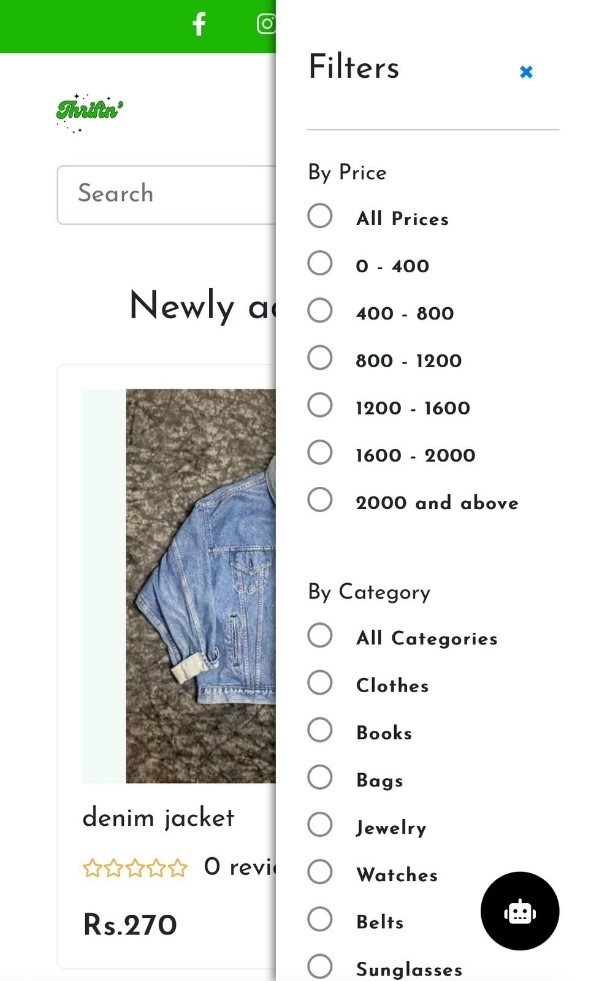 Filters
Thriftn'
Search
Newly a
denim jacket
0 revi
Rs.270
By Price
All Prices
0 - 400
400 - 800
800 - 1200
1200 - 1600
1600 - 2000
2000 and above
By Category
All Categories
Clothes
Books
Bags
Jewelry
Watches
Belts
Sunglasses